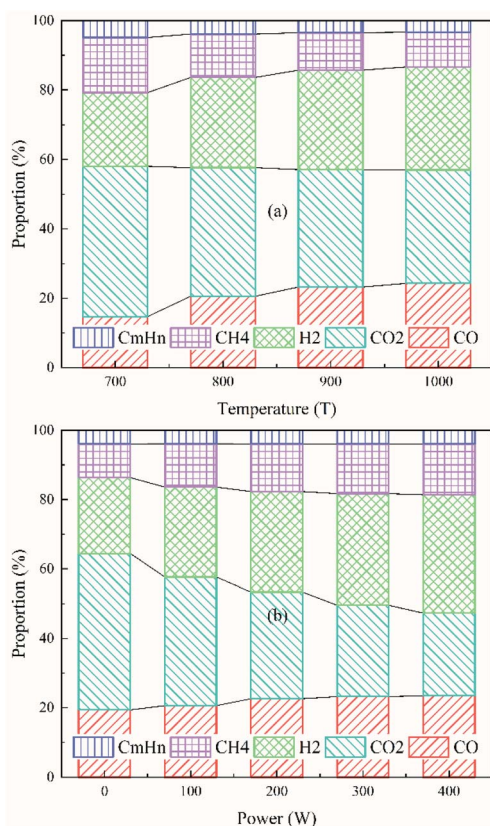 100
80
60
40
20
0
Proportion (%)
(a)
CmHn CH4 H2 CO2 CO
700 800 900 1000
Temperature (T)
100
80
60
40
20
0
Proportion (%)
(b)
CmHn CH4 H2 CO2 CO
0 100 200 300 400
Power (W)